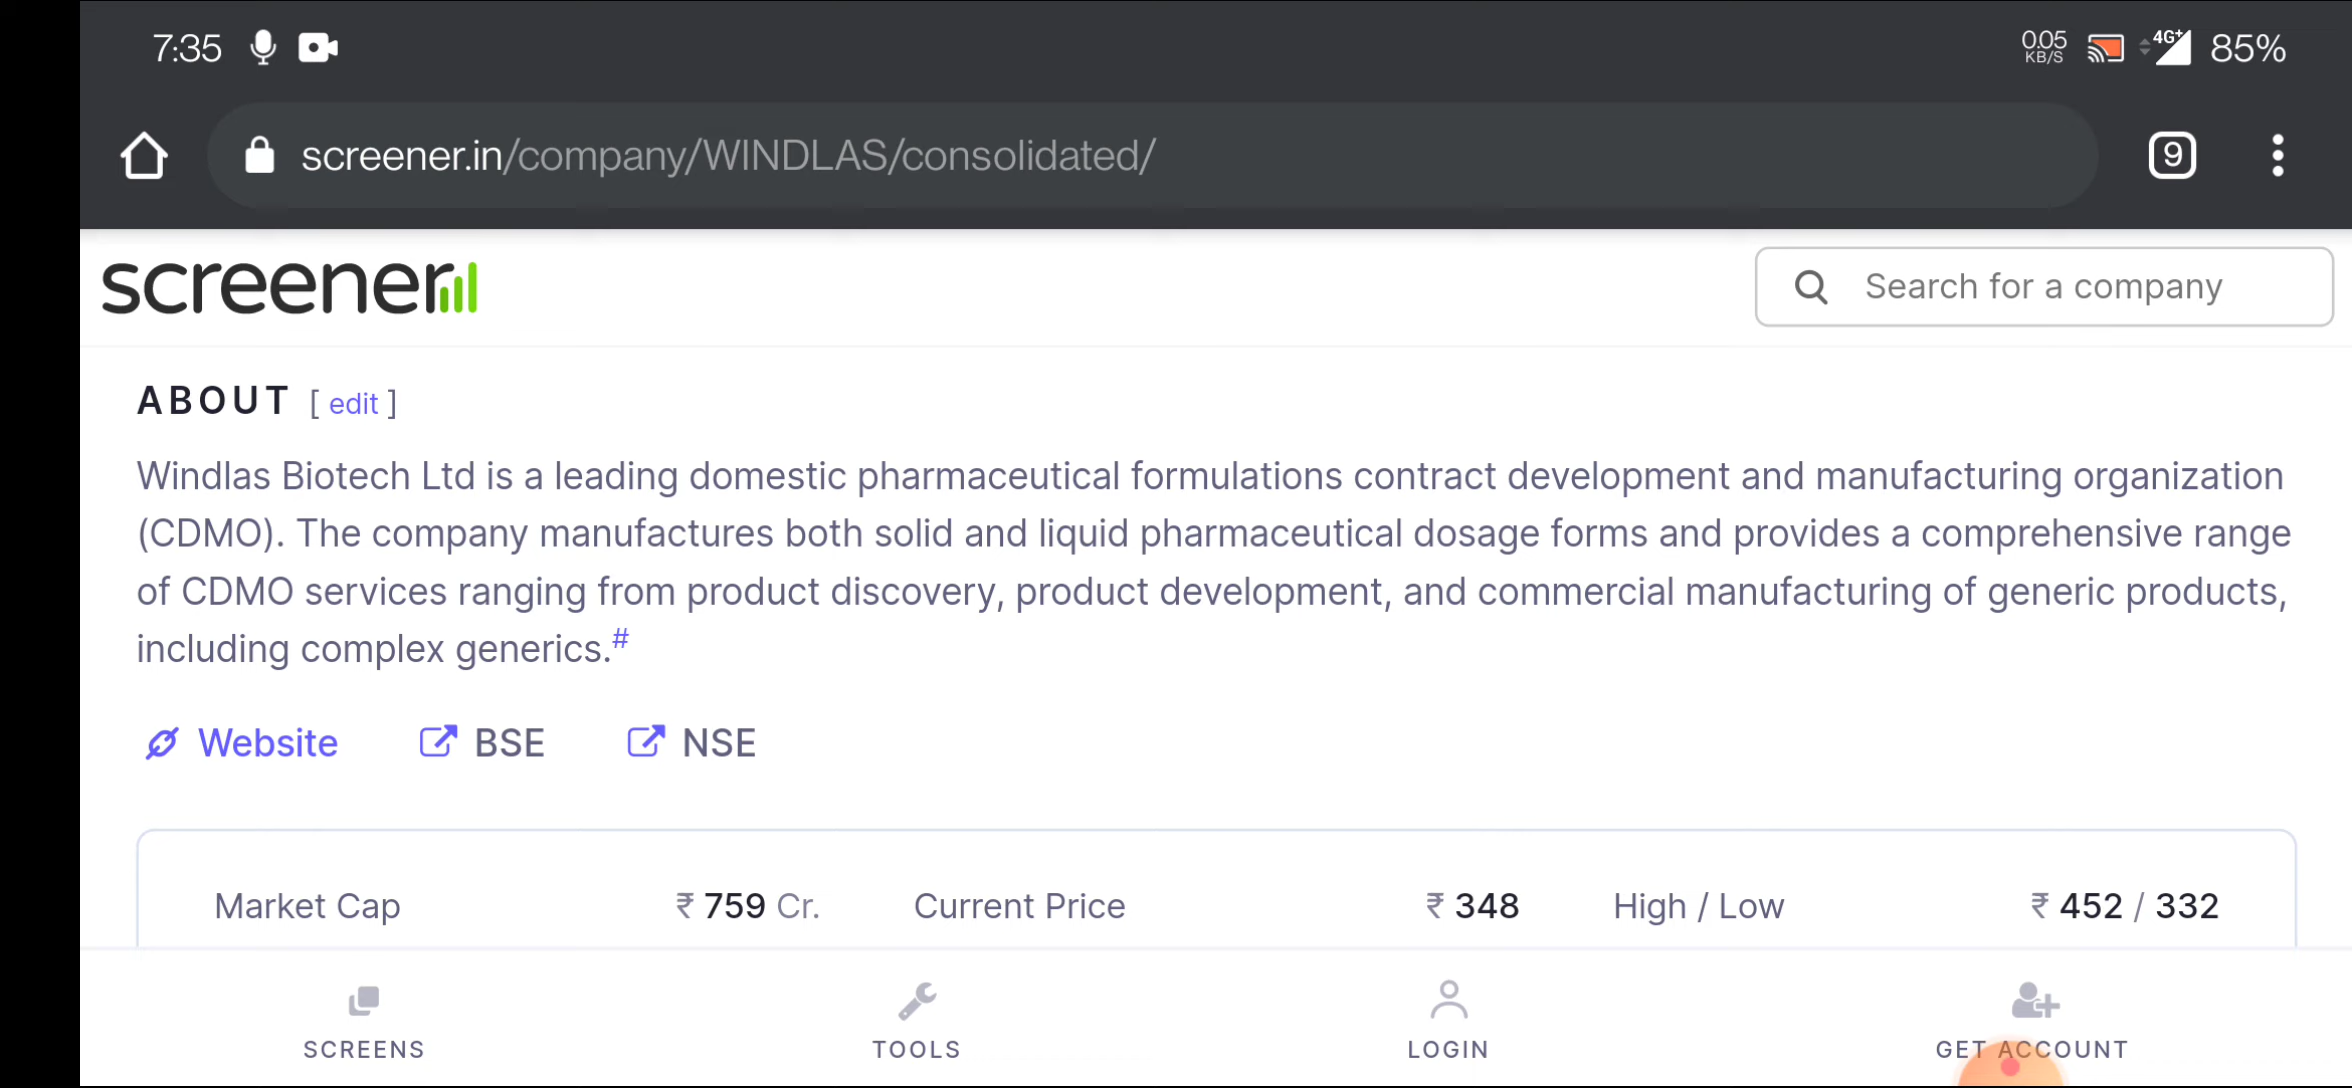 7:35 0.05 KB/S 4G+ 85%
screener.in/company/WINDLAS/consolidated/ 9
screener Search for a company
ABOUT [ edit ]
Windlas Biotech Ltd is a leading domestic pharmaceutical formulations contract development and manufacturing organization
(CDMO). The company manufactures both solid and liquid pharmaceutical dosage forms and provides a comprehensive range
of CDMO services ranging from product discovery, product development, and commercial manufacturing of generic products,
including complex generics.#
Website BSE NSE
Market Cap ₹ 759 Cr. Current Price ₹ 348 High / Low ₹ 452 / 332
SCREENS TOOLS LOGIN GET ACCOUNT